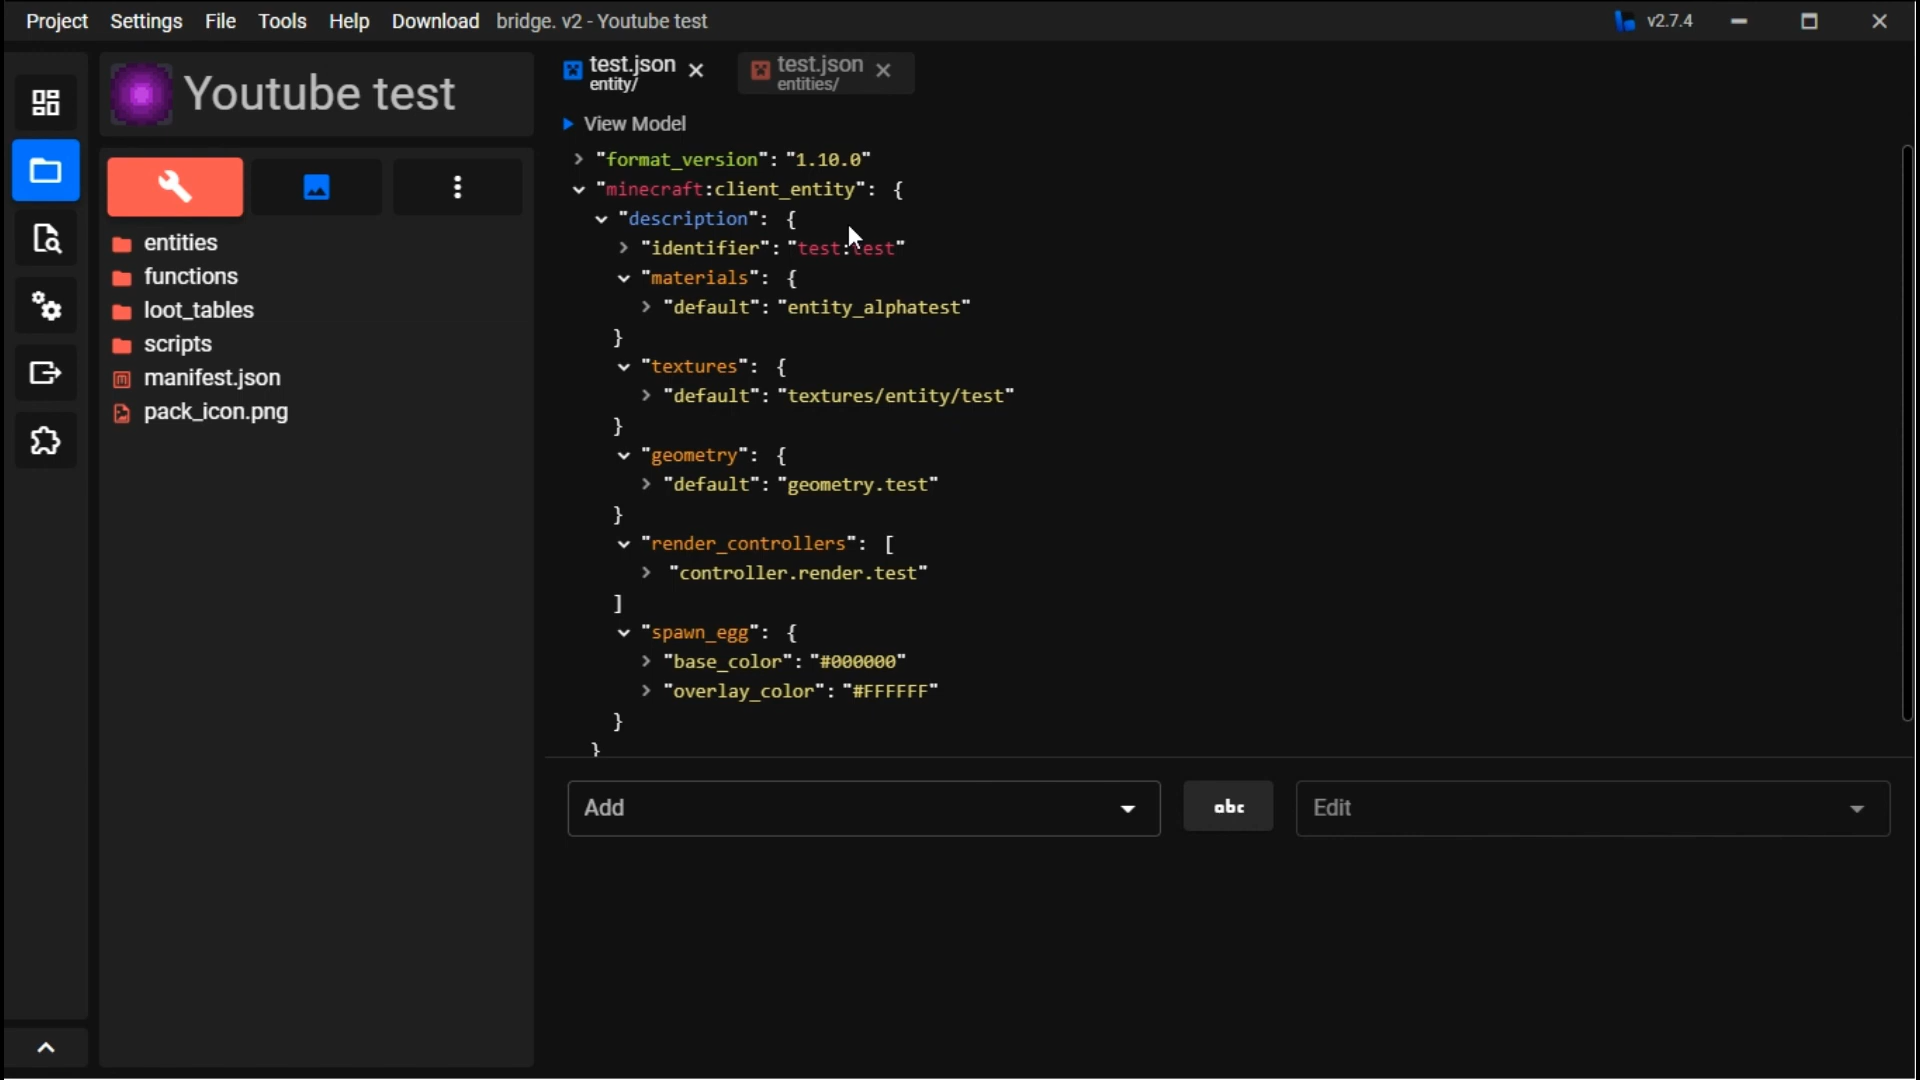 Project Settings File Tools Help Download bridge. v2 - Youtube test
v2.7.4
Youtube test
entities
functions
loot_tables
scripts
manifest.json
pack_icon.png
test.json
entity/
test.json
entities/
View Model
"format_version": "1.10.0"
"minecraft:client_entity": {
"description": {
"identifier": "test:test"
"materials": {
"default": "entity_alphatest"
}
"textures": {
"default": "textures/entity/test"
}
"geometry": {
"default": "geometry.test"
}
"render_controllers": [
"controller.render.test"
]
"spawn_egg": {
"base_color": "#000000"
"overlay_color": "#FFFFFF"
}
}
Add
abc
Edit